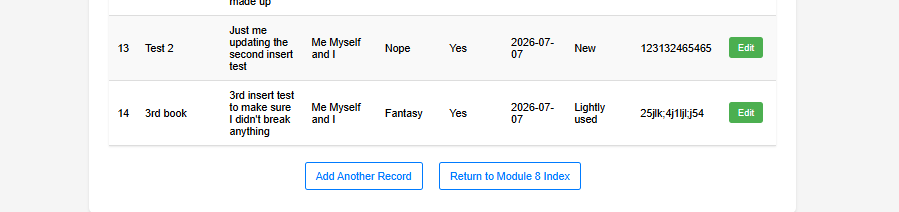 made up
13 Test 2 Just me updating the second insert test Me Myself and I Nope Yes 2026-07-07 New 123132465465 Edit
14 3rd book 3rd insert test to make sure I didn't break anything Me Myself and I Fantasy Yes 2026-07-07 Lightly used 25jlk;4j1ljl;j54 Edit
Add Another Record Return to Module 8 Index